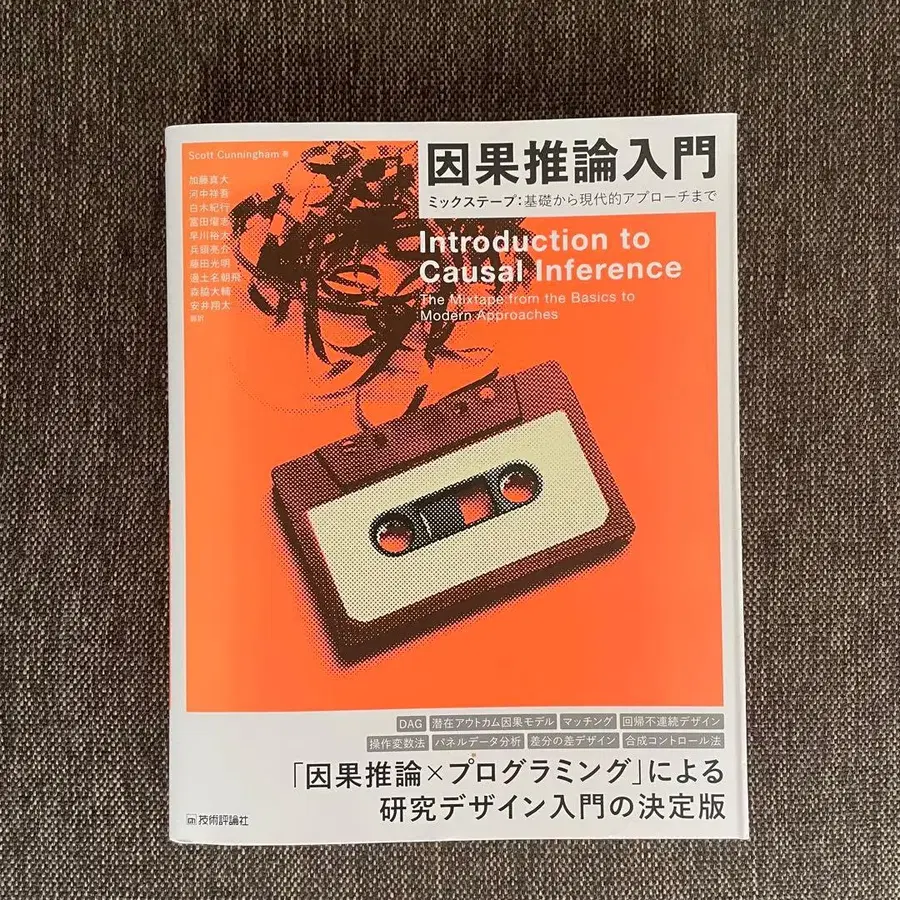 Scott Cunningham 著
加藤真大
河中祥吾
白木紀行
冨田燿志
早川裕太
兵頭亮介
藤田光明
邊土名朝飛
森脇大輔
安井翔太
編訳
因果推論入門
ミックステープ：基礎から現代的アプローチまで
Introduction to
Causal Inference
The Mixtape from the Basics to
Modern Approaches
DAG 潜在アウトカム因果モデル マッチング 回帰不連続デザイン
操作変数法 パネルデータ分析 差分の差デザイン 合成コントロール法
「因果推論×プログラミング」による
研究デザイン入門の決定版
技術評論社